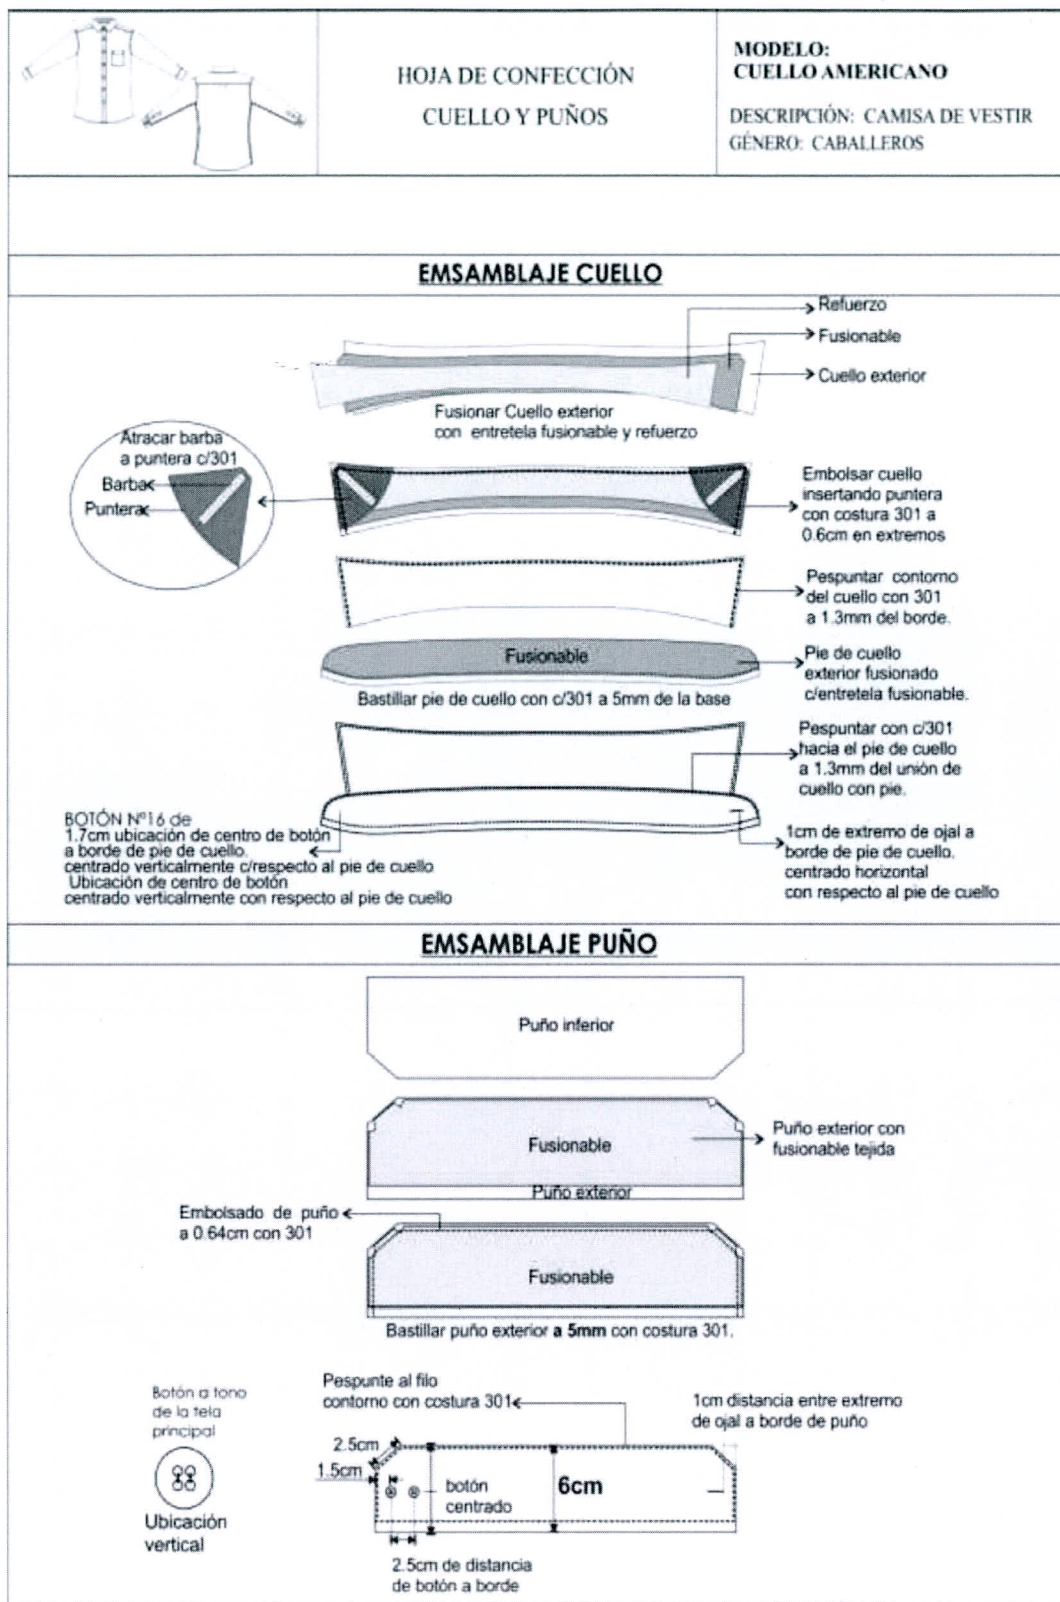 HOJA DE CONFECCIÓN
CUELLO Y PUÑOS
MODELO:
CUELLO AMERICANO
DESCRIPCIÓN: CAMISA DE VESTIR
GÉNERO: CABALLEROS
EMSAMBLAJE CUELLO
Refuerzo
Fusionable
Cuello exterior
Fusionar Cuello exterior
con entretela fusionable y refuerzo
Atracar barba
a puntera c/301
Barba
Puntera
Embolsar cuello
insertando puntera
con costura 301 a
0.6cm en extremos
Pespuntar contorno
del cuello con 301
a 1.3mm del borde.
Fusionable
Pie de cuello
exterior fusionado
c/entretela fusionable.
Bastillar pie de cuello con c/301 a 5mm de la base
Pespuntar con c/301
hacia el pie de cuello
a 1.3mm del unión de
cuello con pie.
BOTÓN Nº16 de
1.7cm ubicación de centro de botón
a borde de pie de cuello.
centrado verticalmente c/respecto al pie de cuello
Ubicación de centro de botón
centrado verticalmente con respecto al pie de cuello
1cm de extremo de ojal a
borde de pie de cuello.
centrado horizontal
con respecto al pie de cuello
EMSAMBLAJE PUÑO
Puño inferior
Fusionable
Puño exterior con
fusionable tejida
Puño exterior
Embolsado de puño
a 0.64cm con 301
Fusionable
Bastillar puño exterior a 5mm con costura 301.
Botón a tono
de la tela
principal
Ubicación
vertical
Pespunte al filo
contorno con costura 301
1cm distancia entre extremo
de ojal a borde de puño
2.5cm
1.5cm
botón
centrado
6cm
2.5cm de distancia
de botón a borde